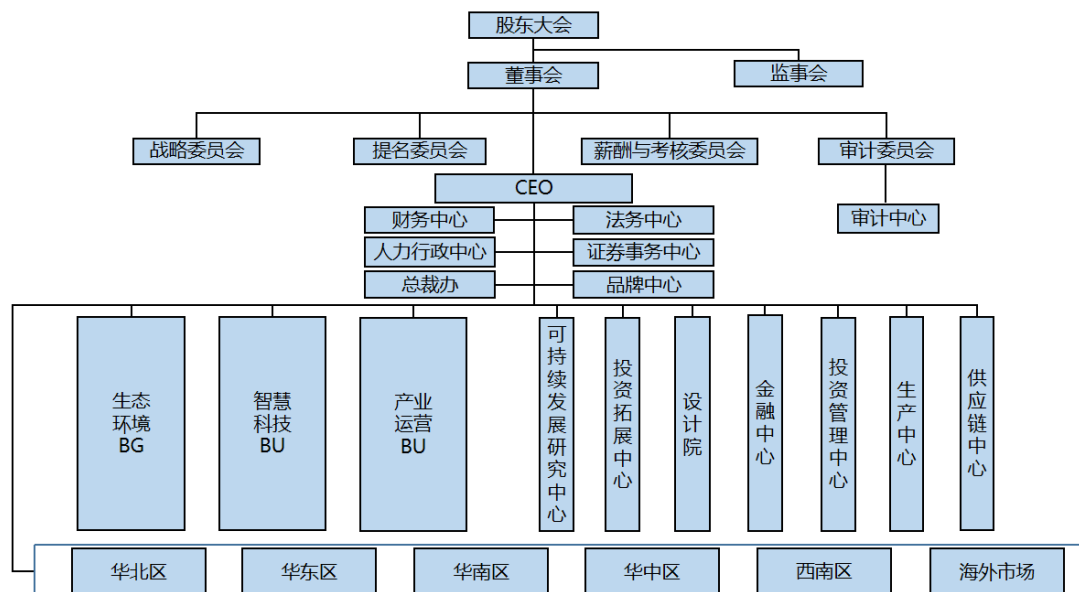 股东大会
董事会
监事会
战略委员会
提名委员会
薪酬与考核委员会
审计委员会
CEO
审计中心
财务中心
法务中心
人力行政中心
证券事务中心
总裁办
品牌中心
生态
环境
BG
智慧
科技
BU
产业
运营
BU
可持续发展研究中心
投资拓展中心
设计院
金融中心
投资管理中心
生产中心
供应链中心
华北区
华东区
华南区
华中区
西南区
海外市场